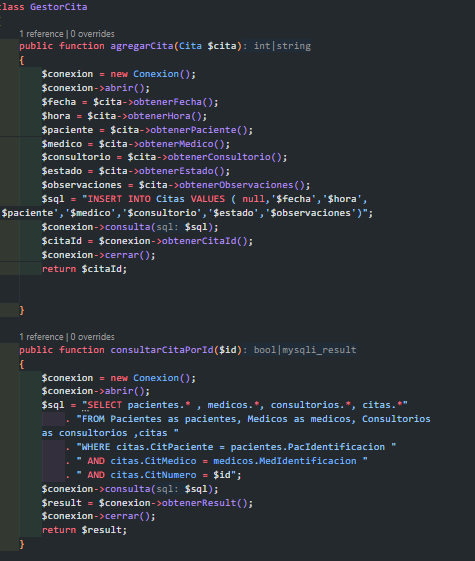 class GestorCita
{
1 reference | 0 overrides
public function agregarCita(Cita $cita): int|string
{
$conexion = new Conexion();
$conexion->abrir();
$fecha = $cita->obtenerFecha();
$hora = $cita->obtenerHora();
$paciente = $cita->obtenerPaciente();
$medico = $cita->obtenerMedico();
$consultorio = $cita->obtenerConsultorio();
$estado = $cita->obtenerEstado();
$observaciones = $cita->obtenerObservaciones();
$sql = "INSERT INTO Citas VALUES ( null,'$fecha','$hora',
$paciente','$medico','$consultorio','$estado','$observaciones')";
$conexion->consulta(sql: $sql);
$citaId = $conexion->obtenerCitaId();
$conexion->cerrar();
return $citaId;
}
1 reference | 0 overrides
public function consultarCitaPorId($id): bool|mysqli_result
{
$conexion = new Conexion();
$conexion->abrir();
$sql = "SELECT pacientes.* , medicos.*, consultorios.*, citas.*"
. "FROM Pacientes as pacientes, Medicos as medicos, Consultorios
as consultorios ,citas "
. "WHERE citas.CitPaciente = pacientes.PacIdentificacion "
. " AND citas.CitMedico = medicos.MedIdentificacion "
. " AND citas.CitNumero = $id";
$conexion->consulta(sql: $sql);
$result = $conexion->obtenerResult();
$conexion->cerrar();
return $result;
}